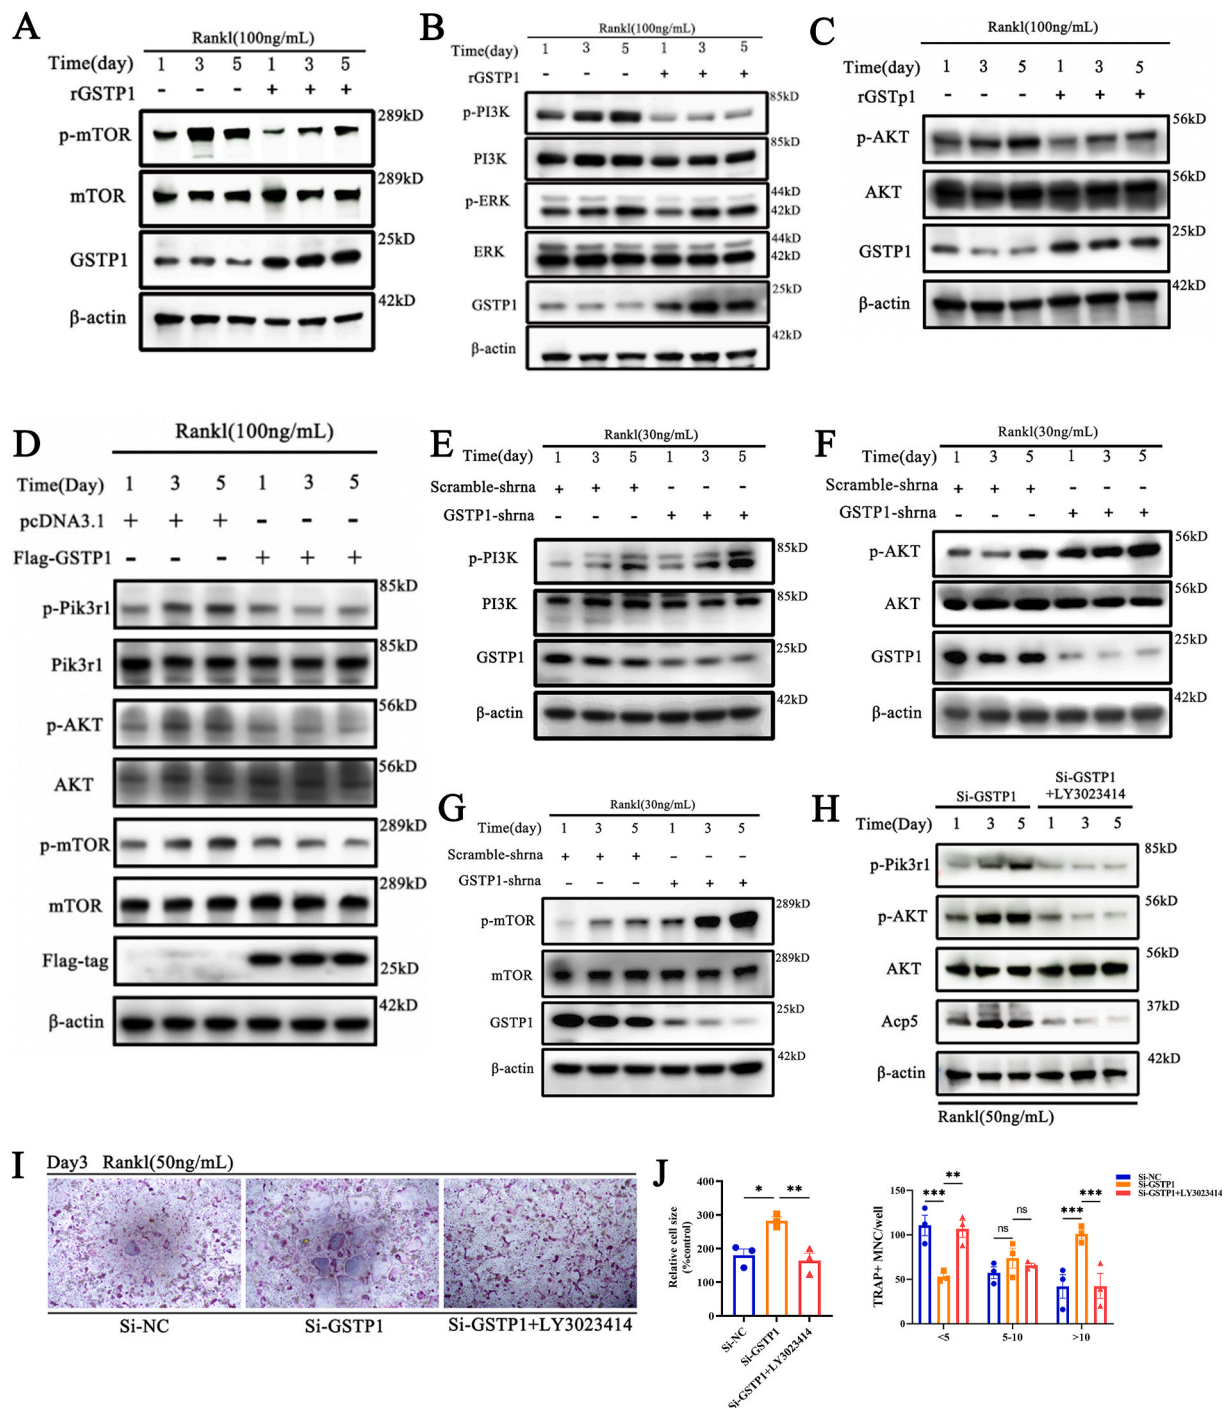 A
Rankl(100ng/mL)
Time(day) 1 3 5 1 3 5
rGSTP1 - - - + + +
p-mTOR 289kD
mTOR 289kD
GSTP1 25kD
β-actin 42kD
B
Rankl(100ng/mL)
Time(day) 1 3 5 1 3 5
rGSTP1 - - - + + +
p-PI3K 85kD
PI3K 85kD
p-ERK 44kD
42kD
ERK 44kD
42kD
GSTP1 25kD
β-actin 42kD
C
Rankl(100ng/mL)
Time(day) 1 3 5 1 3 5
rGSTp1 - - - + + +
p-AKT 56kD
AKT 56kD
GSTP1 25kD
β-actin 42kD
D
Rankl(100ng/mL)
Time(Day) 1 3 5 1 3 5
pcDNA3.1 + + + - - -
Flag-GSTP1 - - - + + +
p-Pik3r1 85kD
Pik3r1 85kD
p-AKT 56kD
AKT 56kD
p-mTOR 289kD
mTOR 289kD
Flag-tag 25kD
β-actin 42kD
E
Rankl(30ng/mL)
Time(day) 1 3 5 1 3 5
Scramble-shrna + + + - - -
GSTP1-shrna - - - + + +
p-PI3K 85kD
PI3K 85kD
GSTP1 25kD
β-actin 42kD
F
Rankl(30ng/mL)
Time(day) 1 3 5 1 3 5
Scramble-shrna + + + - - -
GSTP1-shrna - - - + + +
p-AKT 56kD
AKT 56kD
GSTP1 25kD
β-actin 42kD
G
Rankl(30ng/mL)
Time(day) 1 3 5 1 3 5
Scramble-shrna + + + - - -
GSTP1-shrna - - - + + +
p-mTOR 289kD
mTOR 289kD
GSTP1 25kD
β-actin 42kD
H
Si-GSTP1
Si-GSTP1
+LY3023414
Time(Day) 1 3 5 1 3 5
p-Pik3r1 85kD
p-AKT 56kD
AKT 56kD
Acp5 37kD
β-actin 42kD
Rankl(50ng/mL)
I
Day3 Rankl(50ng/mL)
Si-NC Si-GSTP1 Si-GSTP1+LY3023414
J
Relative cell size
(%control)
400
300
200
100
0
* **
Si-NC
Si-GSTP1
Si-GSTP1+LY3023414
TRAP+ MNC/well
150
100
50
0
*** ** ns ns *** ***
<5 5-10 >10
Si-NC
Si-GSTP1
Si-GSTP1+LY3023414